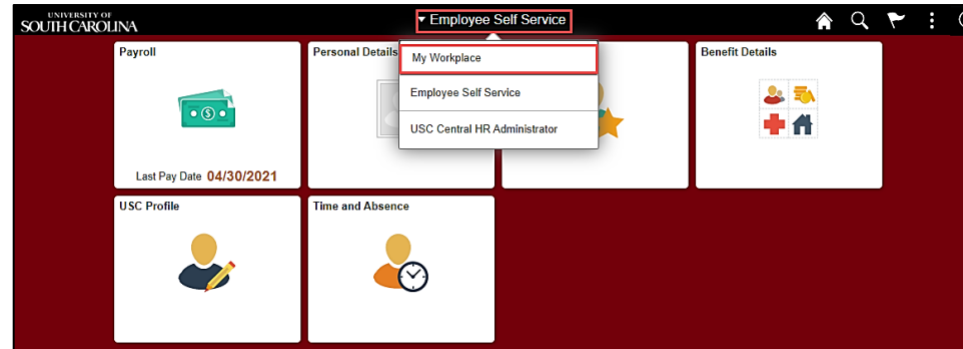 UNIVERSITY OF
SOUTH CAROLINA
Employee Self Service
My Workplace
Employee Self Service
USC Central HR Administrator
Payroll
Last Pay Date 04/30/2021
Personal Details
Benefit Details
USC Profile
Time and Absence